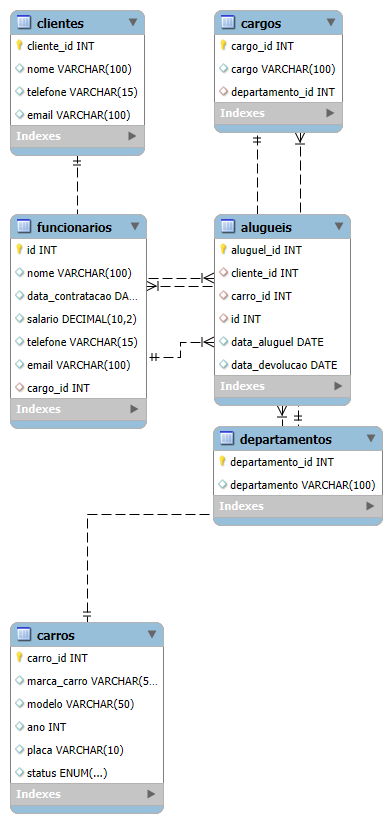 clientes
cliente_id INT
nome VARCHAR(100)
telefone VARCHAR(15)
email VARCHAR(100)
Indexes
cargos
cargo_id INT
cargo VARCHAR(100)
departamento_id INT
Indexes
funcionarios
id INT
nome VARCHAR(100)
data_contratacao DA...
salario DECIMAL(10,2)
telefone VARCHAR(15)
email VARCHAR(100)
cargo_id INT
Indexes
alugueis
aluguel_id INT
cliente_id INT
carro_id INT
id INT
data_aluguel DATE
data_devolucao DATE
Indexes
departamentos
departamento_id INT
departamento VARCHAR(100)
Indexes
carros
carro_id INT
marca_carro VARCHAR(5...
modelo VARCHAR(50)
ano INT
placa VARCHAR(10)
status ENUM(...)
Indexes